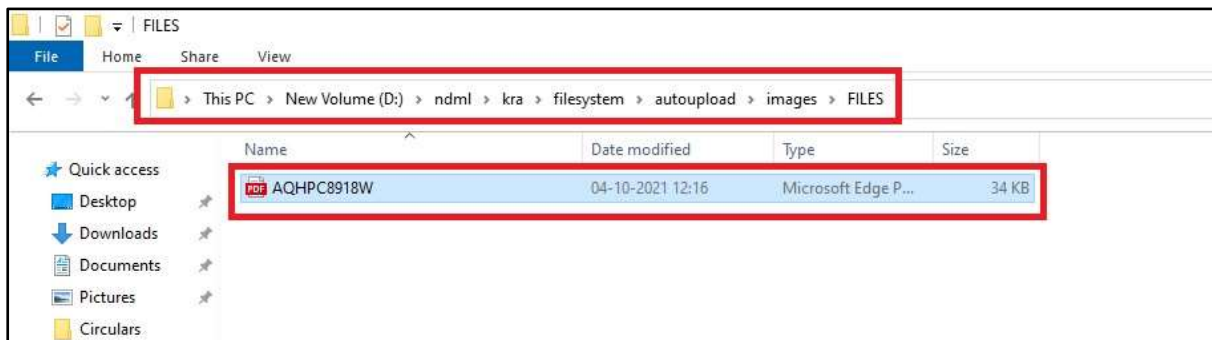 FILES
File Home Share View
This PC > New Volume (D:) > ndml > kra > filesystem > autoupload > images > FILES
Name Date modified Type Size
Quick access
PDF AQHPC8918W 04-10-2021 12:16 Microsoft Edge P... 34 KB
Desktop
Downloads
Documents
Pictures
Circulars